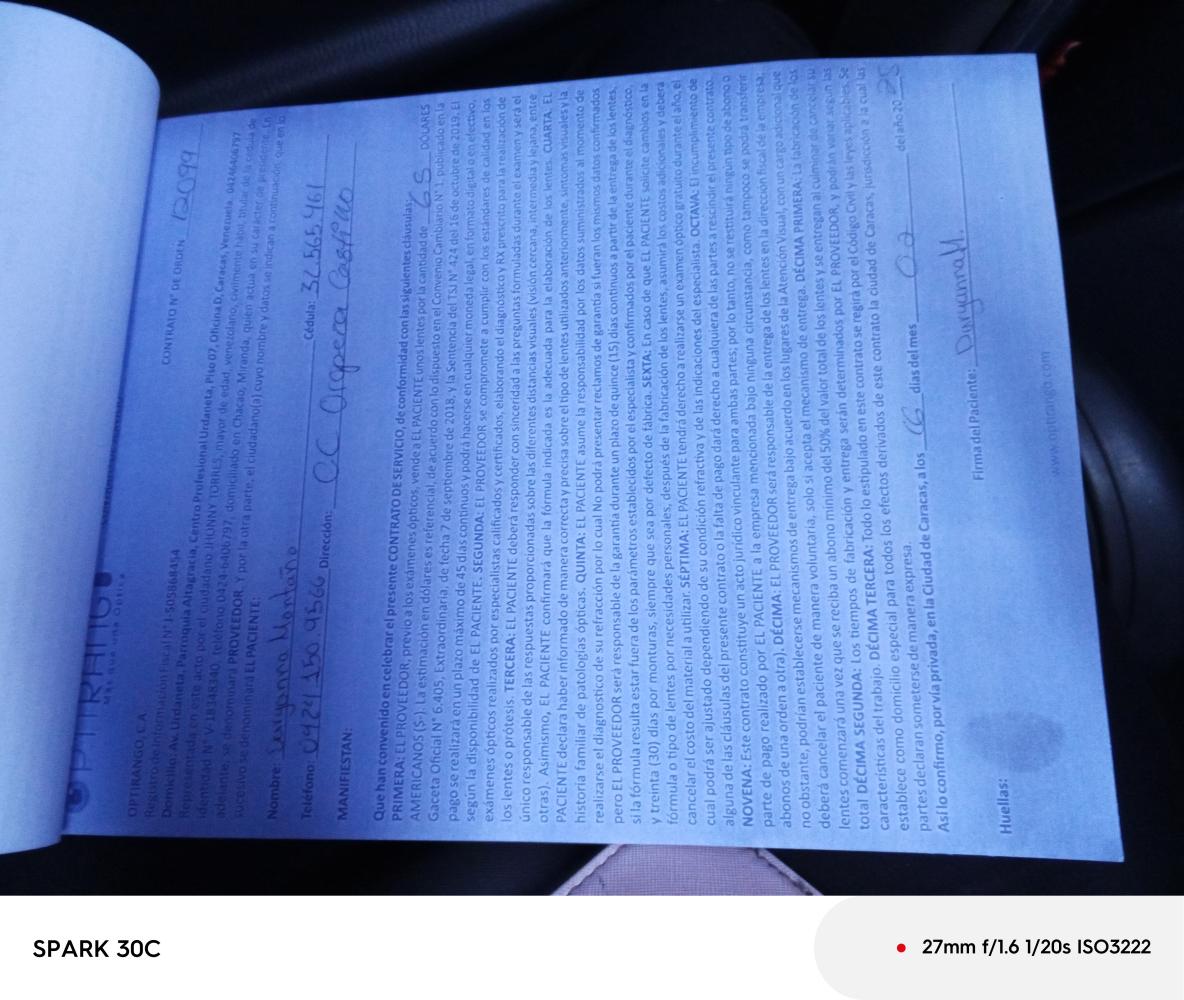 OPTIRANGO
Más que una Óptica
CONTRATO N° DE ORDEN 12099
OPTIRANGO, C.A
Registro de Información Fiscal N° J-505868454
Domicilio. Av. Urdaneta, Parroquia Altagracia, Centro Profesional Urdaneta, Piso 07, Oficina D, Caracas, Venezuela. 04246406797
Representada en este acto por el ciudadano JHONNY TORRES, mayor de edad, venezolano, civilmente hábil, titular de la cedula de
identidad N° V-18348340, teléfono 0424-6406797, domiciliado en Chacao, Miranda, quien actua en su carácter de presidente. En
adelante, se denominará PROVEEDOR, y por la otra parte, el ciudadano(a) cuyo nombre y datos se indican a continuación que en lo
sucesivo se denominará EL PACIENTE:
Nombre: Montaño Cédula: 32.565.461
Teléfono: 0424 150.9366 Dirección: CC
MANIFIESTAN:
Que han convenido en celebrar el presente CONTRATO DE SERVICIO, de conformidad con las siguientes cláusulas:
PRIMERA: EL PROVEEDOR, previo a los exámenes ópticos, vende a EL PACIENTE unos lentes por la cantidad de 65 DÓLARES
AMERICANOS ($-). La estimación en dólares es referencial, de acuerdo con lo dispuesto en el Convenio Cambiario N° 1, publicado en la
Gaceta Oficial N° 6.405, Extraordinaria, de fecha 7 de septiembre de 2018, y la Sentencia del TSJ N° 424 del 16 de octubre de 2019. El
pago se realizará en un plazo máximo de 45 días continuos y podrá hacerse en cualquier moneda legal, en formato digital o en efectivo,
según la disponibilidad de EL PACIENTE. SEGUNDA: EL PROVEEDOR se compromete a cumplir con los estándares de calidad en los
exámenes ópticos realizados por especialistas calificados y certificados, elaborando el diagnóstico y RX prescrito para la realización de
los lentes o prótesis. TERCERA: EL PACIENTE deberá responder con sinceridad a las preguntas formuladas durante el examen y será el
único responsable de las respuestas proporcionadas sobre las diferentes distancias visuales (visión cercana, intermedia y lejana, entre
otras). Asimismo, EL PACIENTE confirmará que la fórmula indicada es la adecuada para la elaboración de los lentes. CUARTA. EL
PACIENTE declara haber informado de manera correcta y precisa sobre el tipo de lentes utilizados anteriormente, síntomas visuales y la
historia familiar de patologías ópticas. QUINTA: EL PACIENTE asume la responsabilidad por los datos suministrados al momento de
realizarse el diagnostico de su refracción por lo cual No podrá presentar reclamos de garantía si fueran los mismos datos confirmados
pero EL PROVEEDOR será responsable de la garantía durante un plazo de quince (15) días continuos a partir de la entrega de los lentes,
si la fórmula resulta estar fuera de los parámetros establecidos por el especialista y confirmados por el paciente durante el diagnóstico,
y treinta (30) días por monturas, siempre que sea por defecto de fábrica. SEXTA: En caso de que EL PACIENTE solicite cambios en la
fórmula o tipo de lentes por necesidades personales, después de la fabricación de los lentes, asumirá los costos adicionales y deberá
cancelar el costo del material a utilizar. SÉPTIMA: EL PACIENTE tendrá derecho a realizarse un examen óptico gratuito durante el año, el
cual podrá ser ajustado dependiendo de su condición refractiva y de las indicaciones del especialista. OCTAVA. El incumplimiento de
alguna de las cláusulas del presente contrato o la falta de pago dará derecho a cualquiera de las partes a rescindir el presente contrato.
NOVENA: Este contrato constituye un acto jurídico vinculante para ambas partes; por lo tanto, no se restituirá ningún tipo de abono o
parte de pago realizado por EL PACIENTE a la empresa mencionada bajo ninguna circunstancia, como tampoco se podrá transferir
abonos de una orden a otra). DÉCIMA: EL PROVEEDOR será responsable de la entrega de los lentes en la dirección fiscal de la empresa;
no obstante, podrían establecerse mecanismos de entrega bajo acuerdo en los lugares de la Atención Visual, con un cargo adicional que
deberá cancelar el paciente de manera voluntaria, solo si acepta el mecanismo de entrega. DÉCIMA PRIMERA: La fabricación de los
lentes comenzará una vez que se reciba un abono mínimo del 50% del valor total de los lentes y se entregan al culminar de cancelar su
total DÉCIMA SEGUNDA: Los tiempos de fabricación y entrega serán determinados por EL PROVEEDOR, y podrán variar según las
características del trabajo. DÉCIMA TERCERA: Todo lo estipulado en este contrato se regirá por el Código Civil y las leyes aplicables. Se
establece como domicilio especial para todos los efectos derivados de este contrato la ciudad de Caracas, jurisdicción a la cual las
partes declaran someterse de manera expresa.
Así lo confirmo, por vía privada, en la Ciudad de Caracas, a los 16 días del mes 02 del año 20 25
Firma del Paciente: Dariyanna M.
Huellas:
www.optirango.com
SPARK 30C
27mm f/1.6 1/20s ISO3222